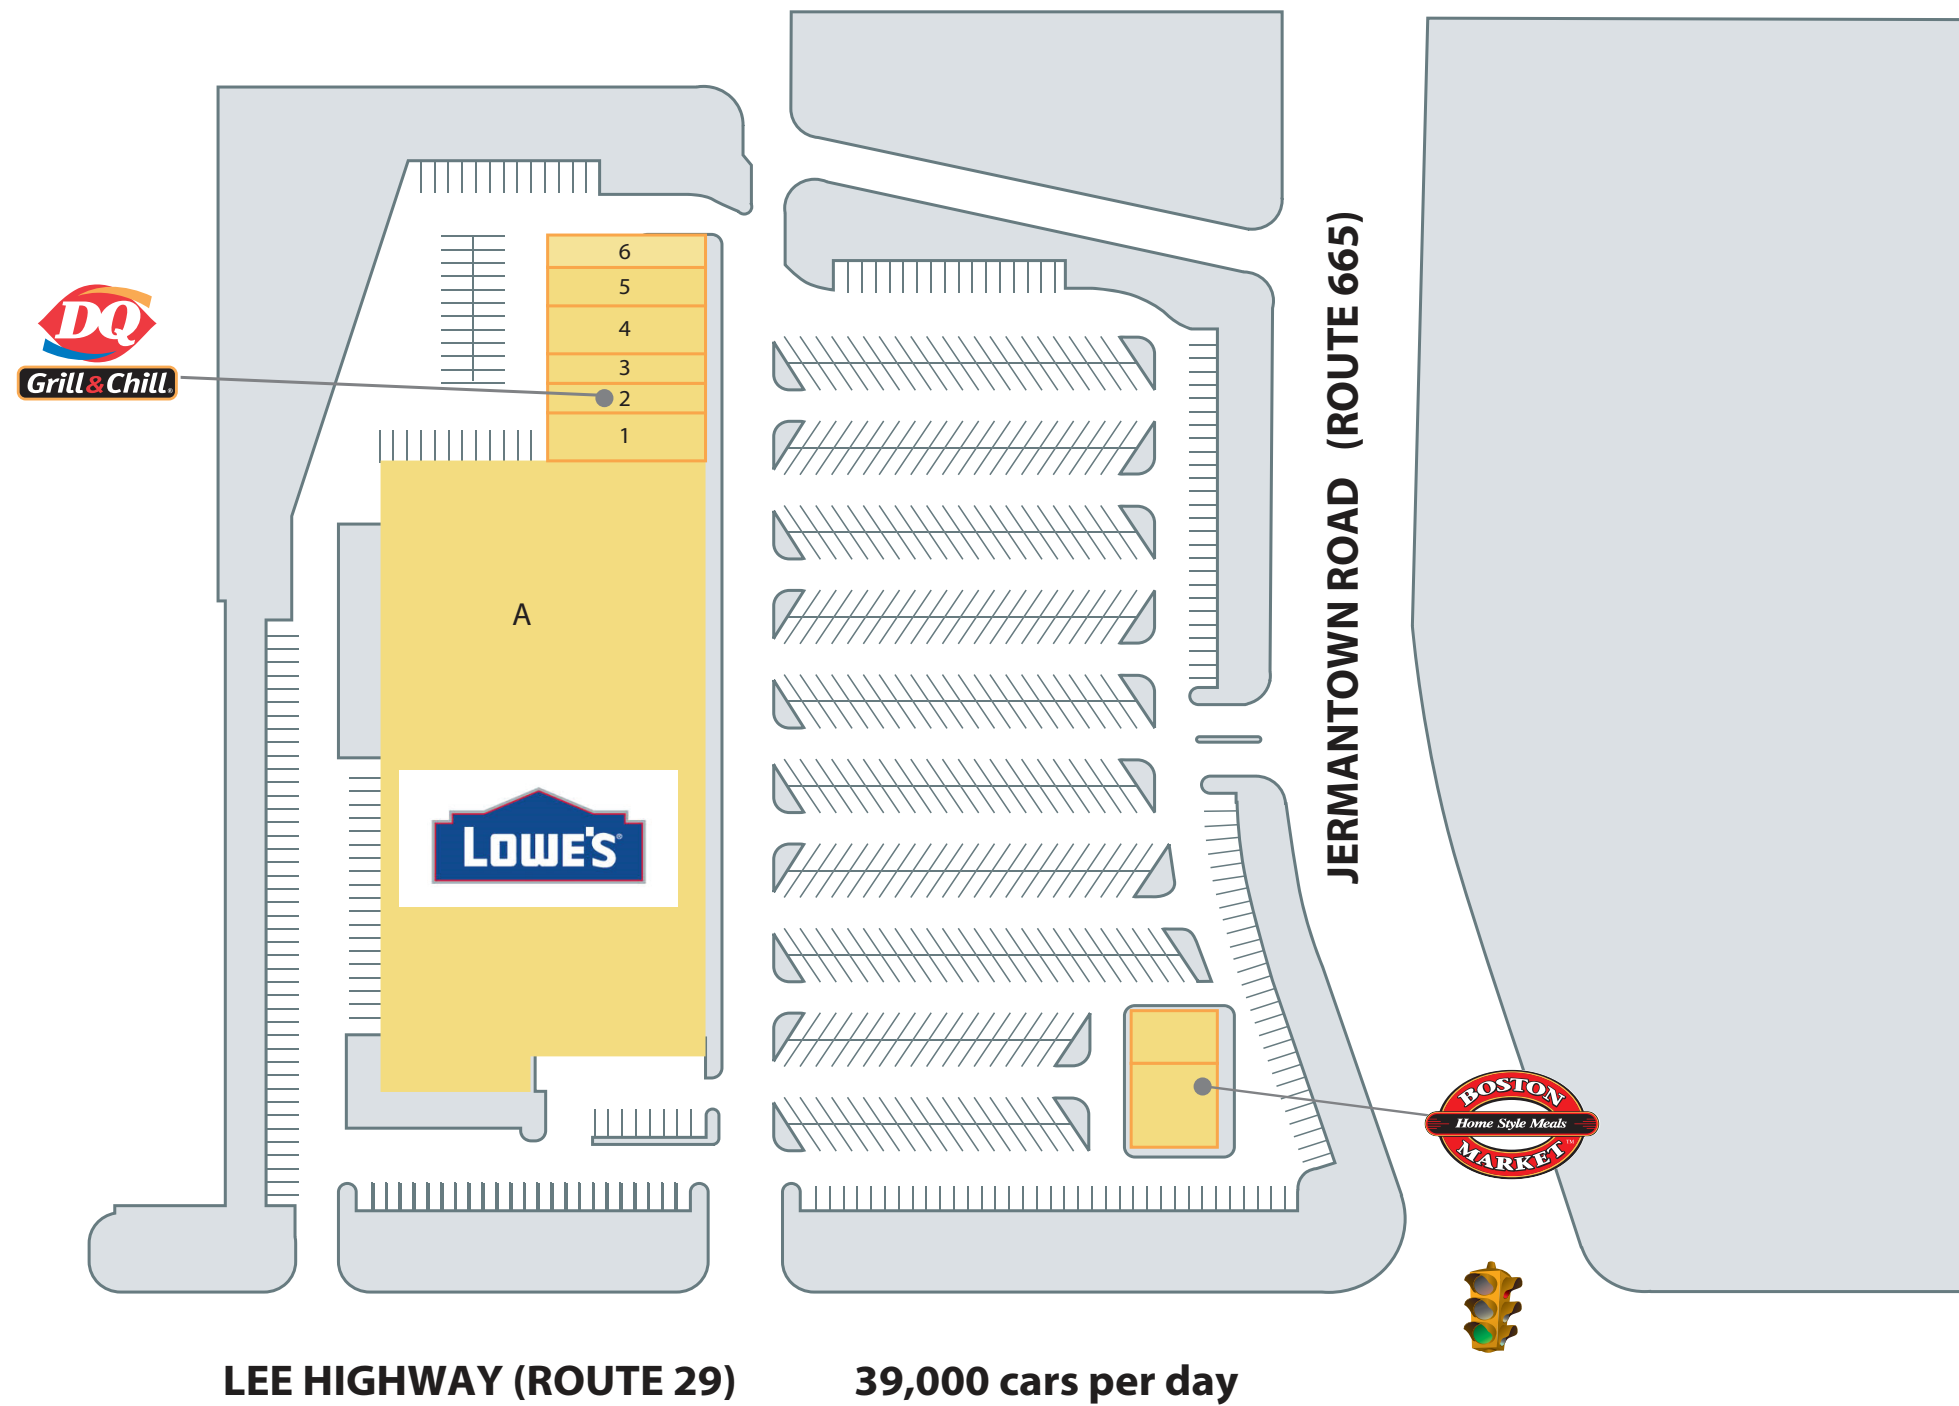 6
5
4
3
2
1
DQ
Grill&Chill®
A
LOWE'S®
JERMANTOWN ROAD (ROUTE 665)
BOSTON
Home Style Meals
MARKET™
LEE HIGHWAY (ROUTE 29) 39,000 cars per day